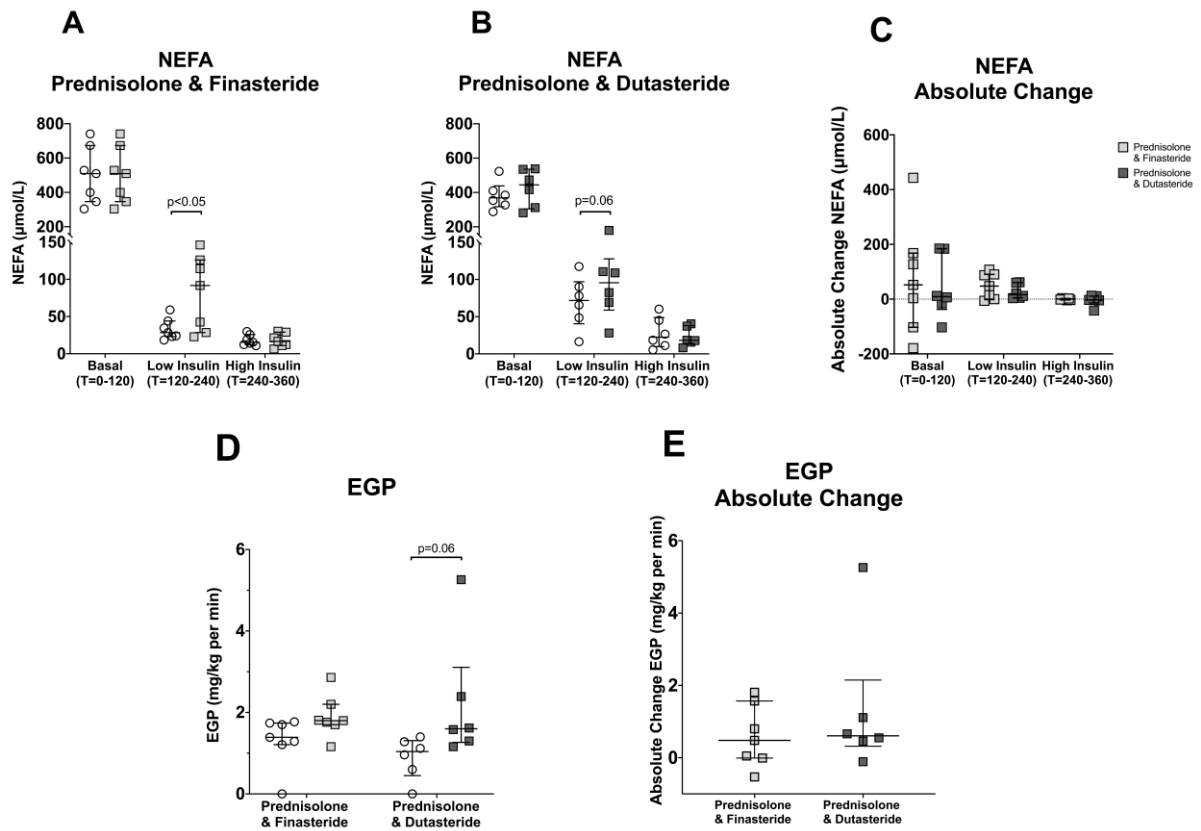 A
NEFA
Prednisolone & Finasteride
NEFA (µmol/L)
800
600
400
200
150
100
50
0
p<0.05
Basal
(T=0-120)
Low Insulin
(T=120-240)
High Insulin
(T=240-360)
B
NEFA
Prednisolone & Dutasteride
NEFA (µmol/L)
800
600
400
200
150
100
50
0
p=0.06
Basal
(T=0-120)
Low Insulin
(T=120-240)
High Insulin
(T=240-360)
C
NEFA
Absolute Change
Absolute Change NEFA (µmol/L)
600
400
200
0
-200
Basal
(T=0-120)
Low Insulin
(T=120-240)
High Insulin
(T=240-360)
Prednisolone
& Finasteride
Prednisolone
& Dutasteride
D
EGP
EGP (mg/kg per min)
6
4
2
0
p=0.06
Prednisolone
& Finasteride
Prednisolone
& Dutasteride
E
EGP
Absolute Change
Absolute Change EGP (mg/kg per min)
6
4
2
0
Prednisolone
& Finasteride
Prednisolone
& Dutasteride